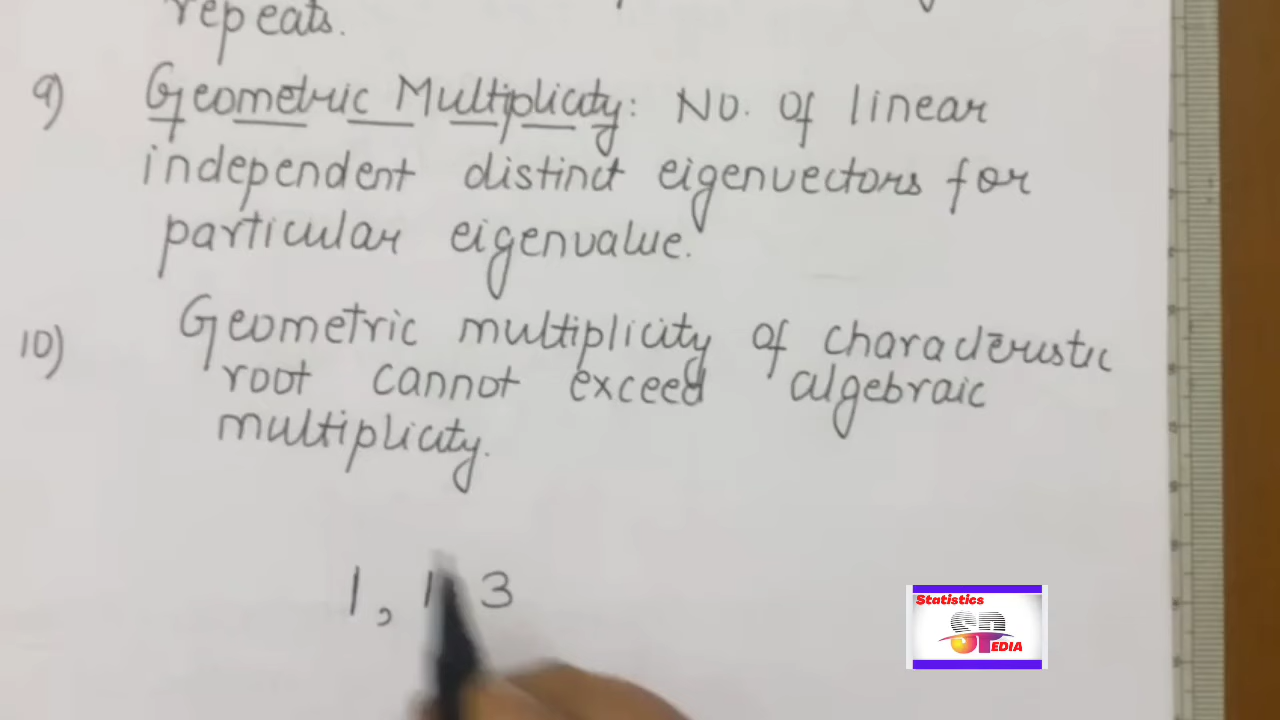 repeats.
9) Geometric Multiplicity: No. of linear
independent distinct eigenvectors for
particular eigenvalue.
10) Geometric multiplicity of characteristic
root cannot exceed algebraic
multiplicity.
1, 1 3
Statistics
EDIA